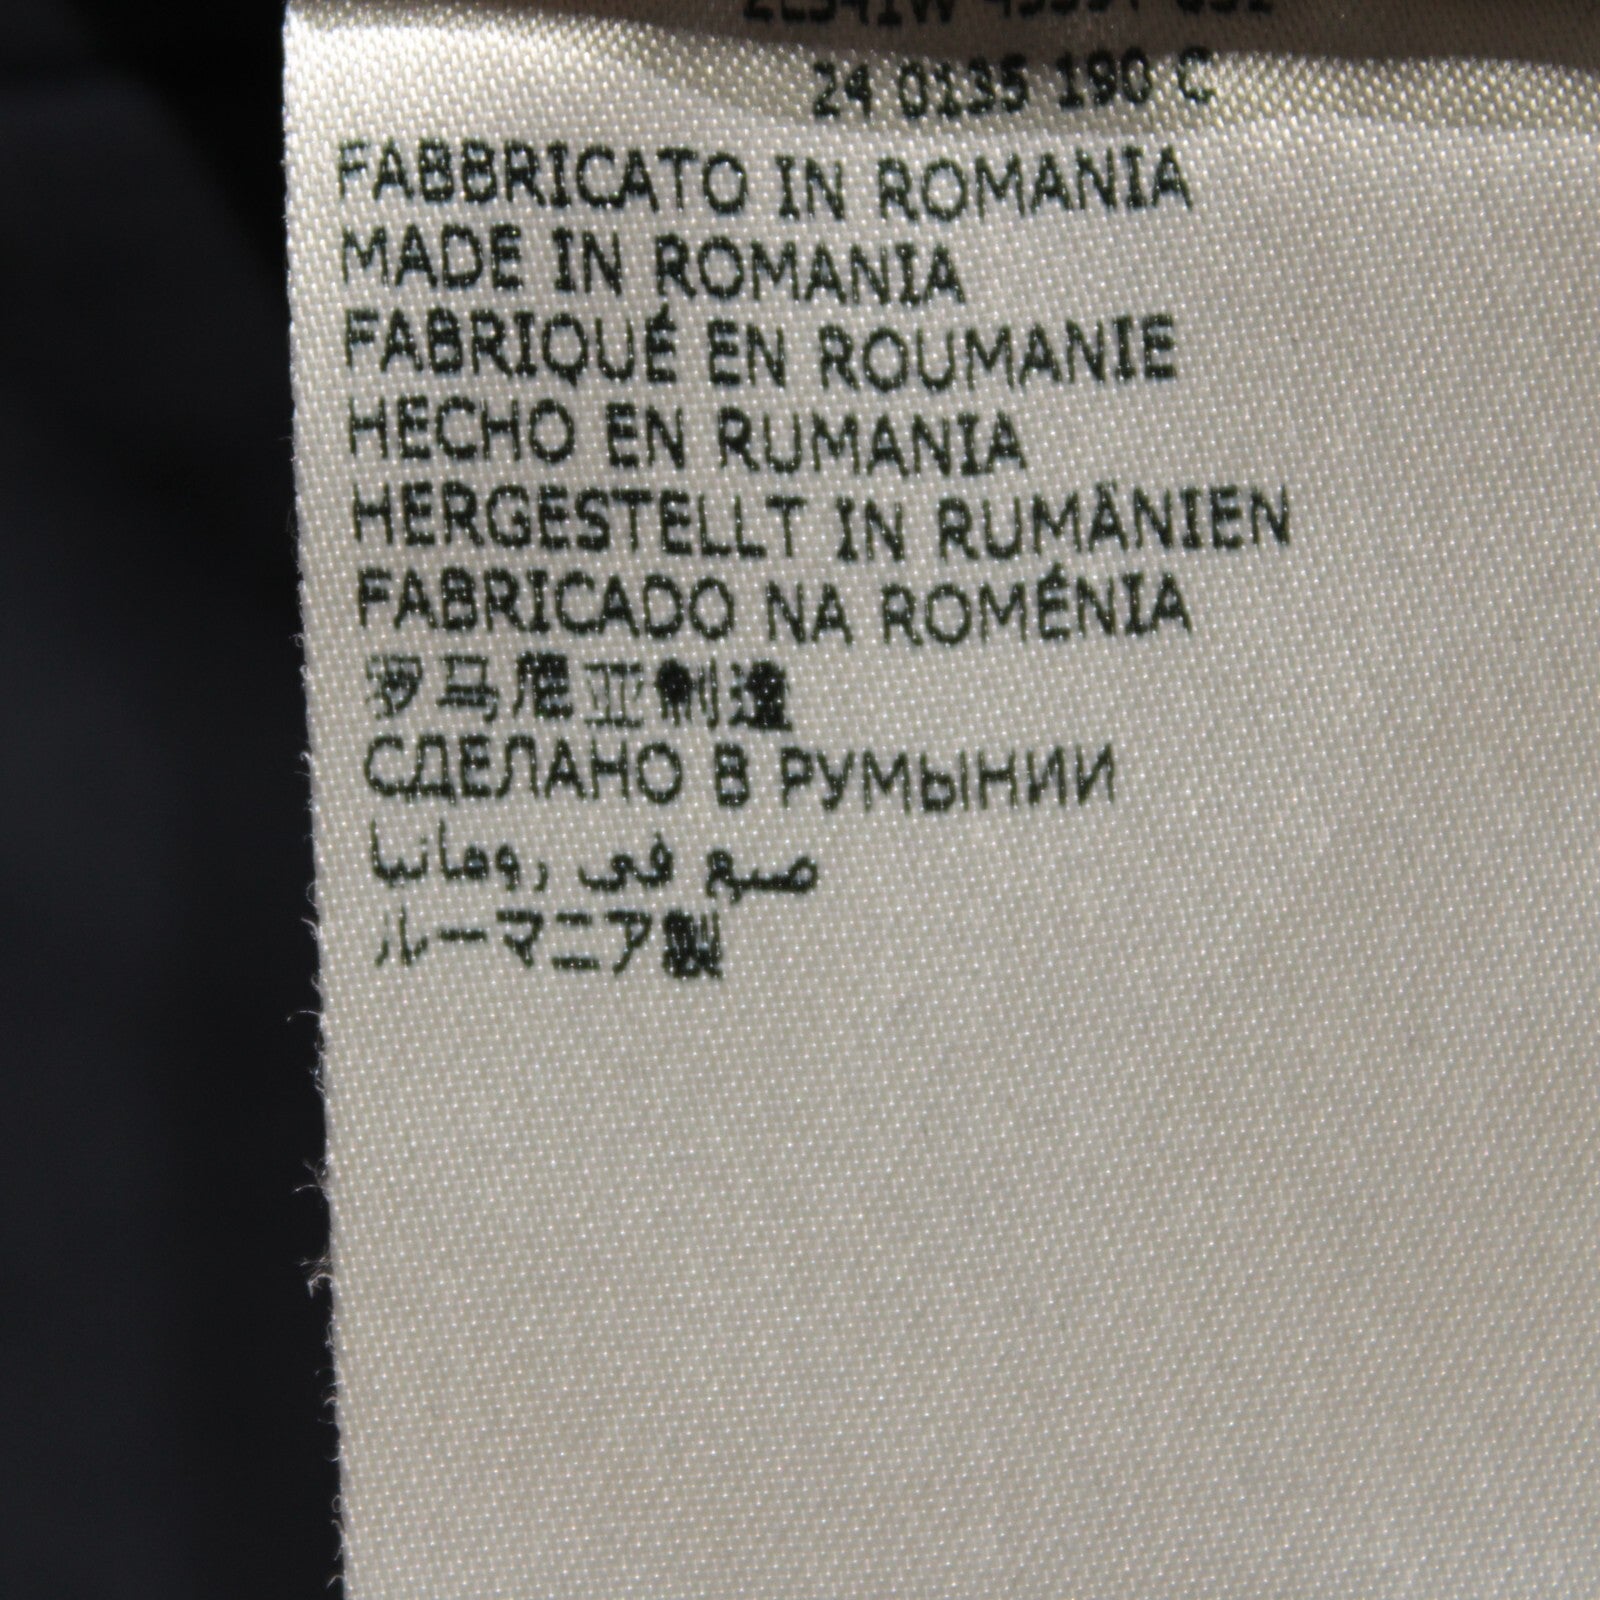 24 0135 190 C
FABBRICATO IN ROMANIA
MADE IN ROMANIA
FABRIQUÉ EN ROUMANIE
HECHO EN RUMANIA
HERGESTELLT IN RUMÄNIEN
FABRICADO NA ROMÉNIA
罗马尼亚制造
СДЕЛАНО В РУМЫНИИ
صنع في رومانيا
ルーマニア製